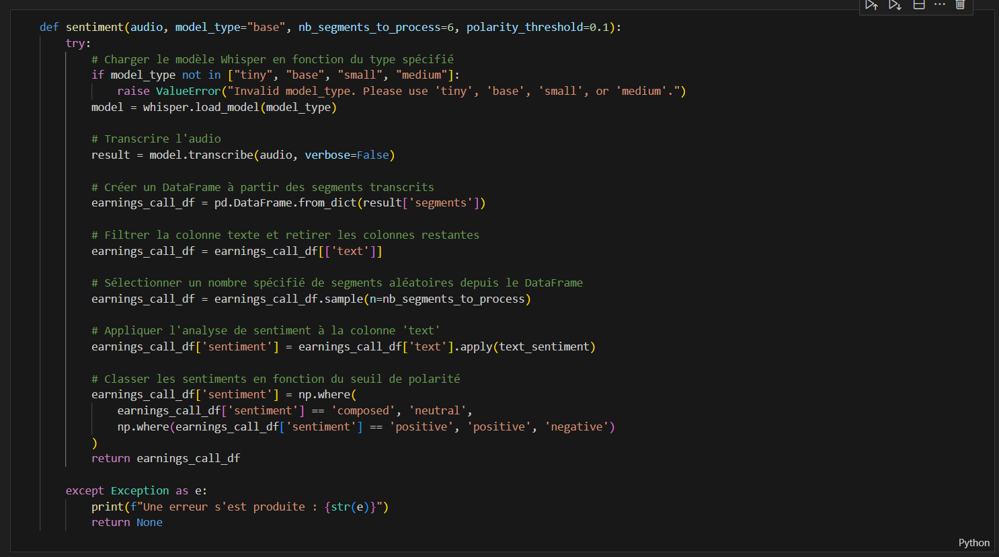 def sentiment(audio, model_type="base", nb_segments_to_process=6, polarity_threshold=0.1):
    try:
        # Charger le modèle Whisper en fonction du type spécifié
        if model_type not in ["tiny", "base", "small", "medium"]:
            raise ValueError("Invalid model_type. Please use 'tiny', 'base', 'small', or 'medium'.")
        model = whisper.load_model(model_type)

        # Transcrire l'audio
        result = model.transcribe(audio, verbose=False)

        # Créer un DataFrame à partir des segments transcrits
        earnings_call_df = pd.DataFrame.from_dict(result['segments'])

        # Filtrer la colonne texte et retirer les colonnes restantes
        earnings_call_df = earnings_call_df[['text']]

        # Sélectionner un nombre spécifié de segments aléatoires depuis le DataFrame
        earnings_call_df = earnings_call_df.sample(n=nb_segments_to_process)

        # Appliquer l'analyse de sentiment à la colonne 'text'
        earnings_call_df['sentiment'] = earnings_call_df['text'].apply(text_sentiment)

        # Classer les sentiments en fonction du seuil de polarité
        earnings_call_df['sentiment'] = np.where(
            earnings_call_df['sentiment'] == 'composed', 'neutral',
            np.where(earnings_call_df['sentiment'] == 'positive', 'positive', 'negative')
        )
        return earnings_call_df

    except Exception as e:
        print(f"Une erreur s'est produite : {str(e)}")
        return None
Python